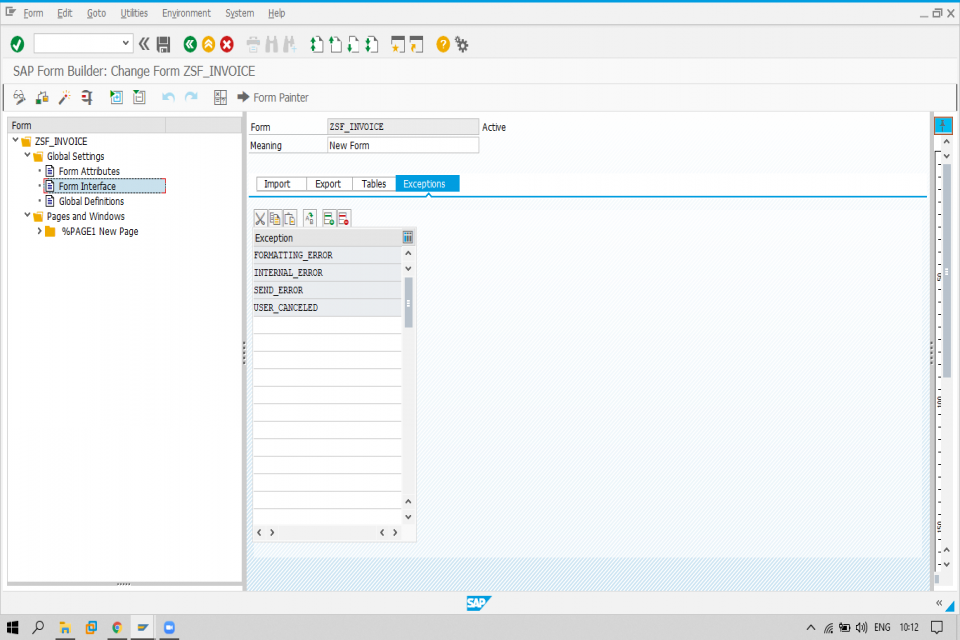 Form Edit Goto Utilities Environment System Help
SAP Form Builder: Change Form ZSF_INVOICE
Form Painter
Form
ZSF_INVOICE
Global Settings
Form Attributes
Form Interface
Global Definitions
Pages and Windows
%PAGE1 New Page
Form ZSF_INVOICE Active
Meaning New Form
Import Export Tables Exceptions
Exception
FORMATTING_ERROR
INTERNAL_ERROR
SEND_ERROR
USER_CANCELED
SAP
ENG 10:12